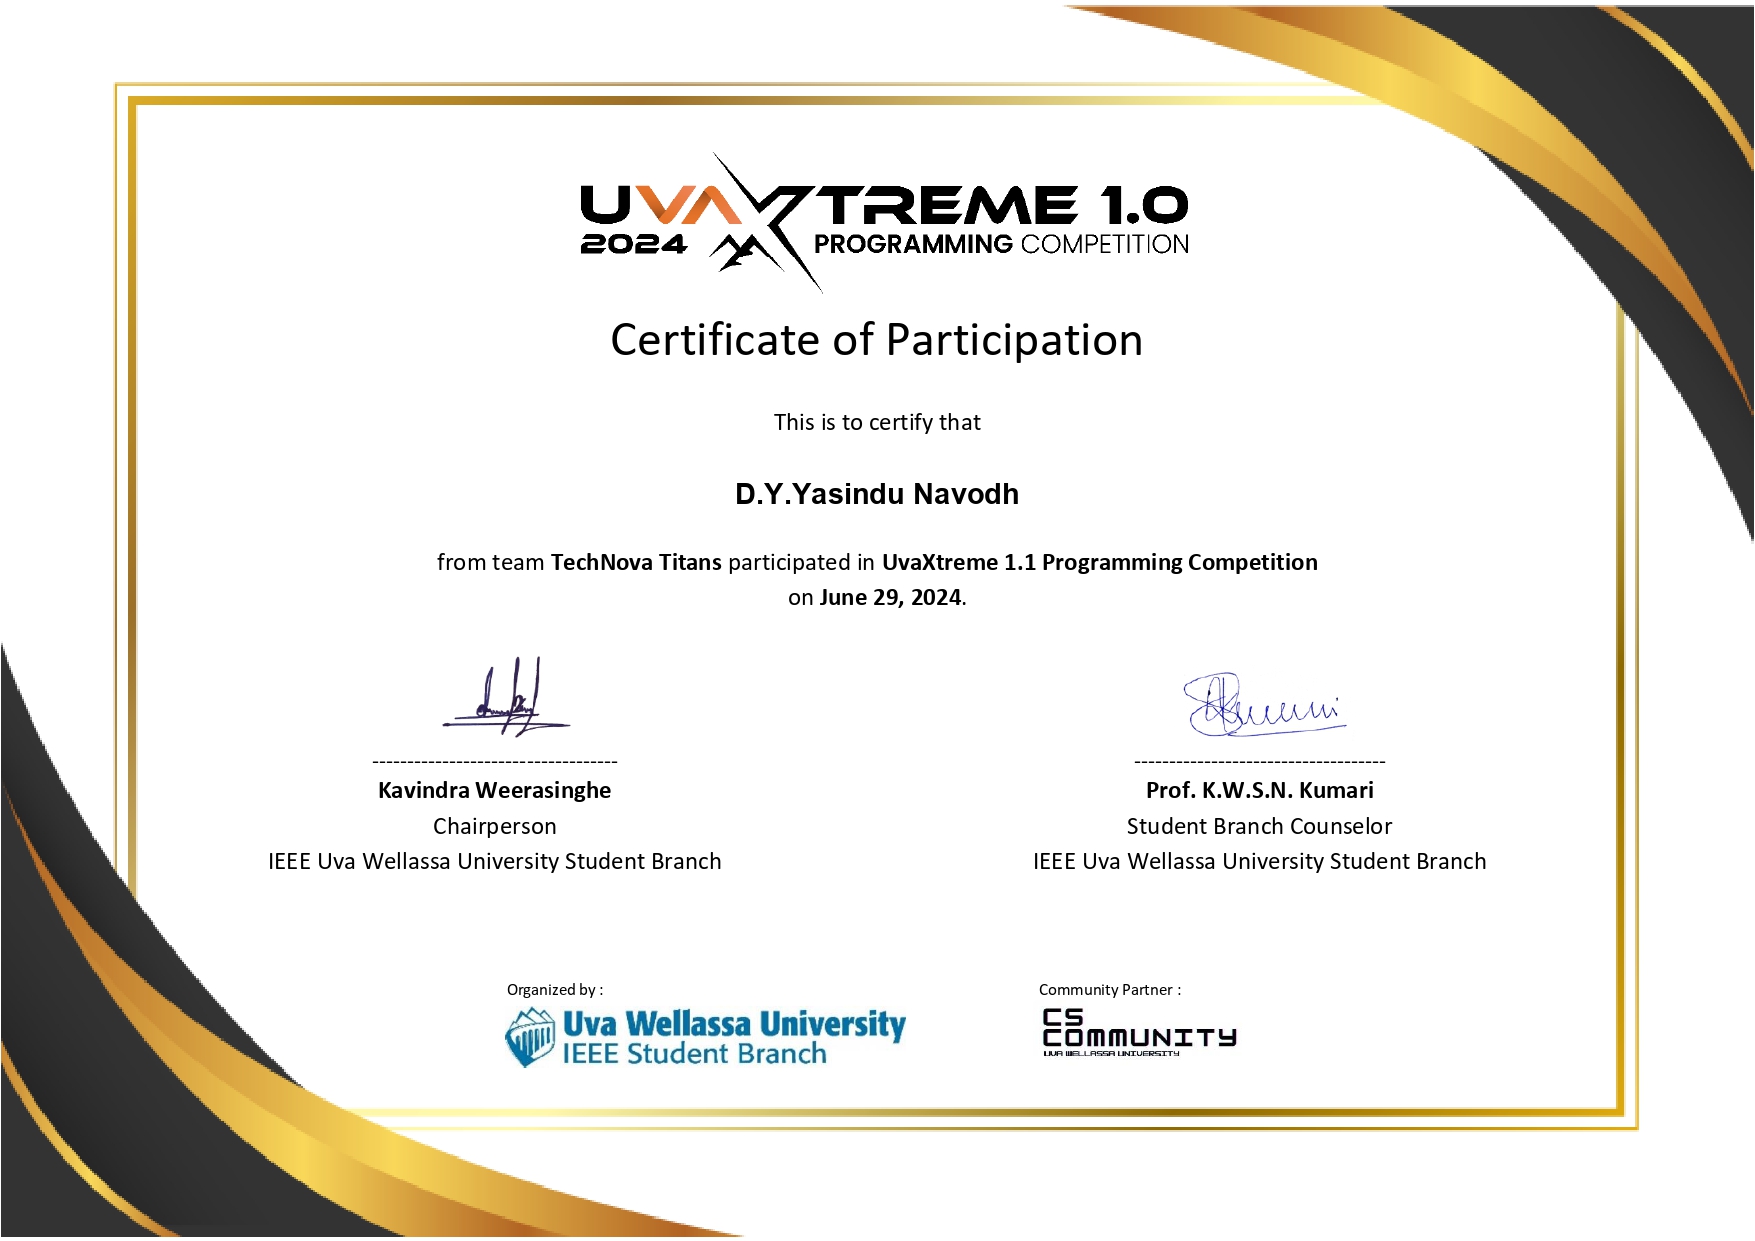 UVAXTREME 1.0
2024 PROGRAMMING COMPETITION
Certificate of Participation
This is to certify that
D.Y.Yasindu Navodh
from team TechNova Titans participated in UvaXtreme 1.1 Programming Competition
on June 29, 2024.
-----------------------------------
Kavindra Weerasinghe
Chairperson
IEEE Uva Wellassa University Student Branch
------------------------------------
Prof. K.W.S.N. Kumari
Student Branch Counselor
IEEE Uva Wellassa University Student Branch
Organized by :
Uva Wellassa University
IEEE Student Branch
Community Partner :
CS
COMMUNITY
UVA WELLASSA UNIVERSITY